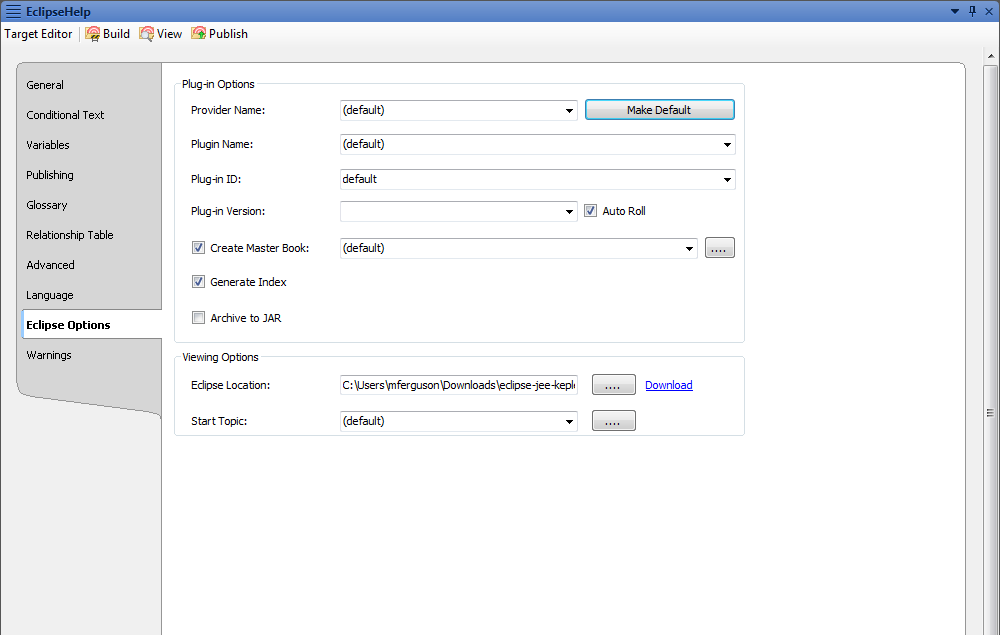 EclipseHelp
Target Editor Build View Publish
General
Conditional Text
Variables
Publishing
Glossary
Relationship Table
Advanced
Language
Eclipse Options
Warnings
Plug-in Options
Provider Name: (default) Make Default
Plugin Name: (default)
Plug-in ID: default
Plug-in Version: Auto Roll
Create Master Book: (default) ....
Generate Index
Archive to JAR
Viewing Options
Eclipse Location: C:\Users\mferguson\Downloads\eclipse-jee-keple .... Download
Start Topic: (default) ....